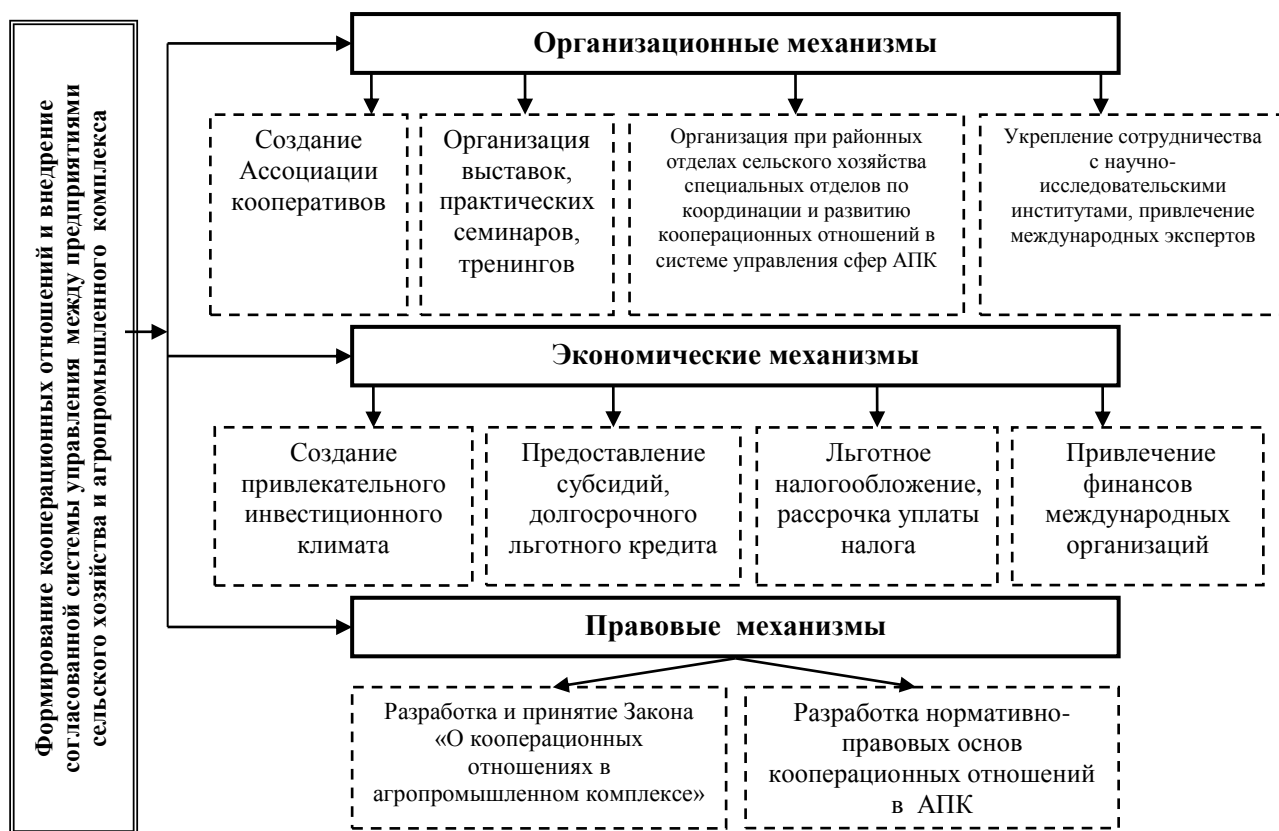 Формирование кооперационных отношений и внедрение
согласованной системы управления между предприятиями
сельского хозяйства и агропромышленного комплекса
Организационные механизмы
Создание
Ассоциации
кооперативов
Организация
выставок,
практических
семинаров,
тренингов
Организация при районных
отделах сельского хозяйства
специальных отделов по
координации и развитию
кооперационных отношений в
системе управления сфер АПК
Укрепление сотрудничества
с научно-
исследовательскими
институтами, привлечение
международных экспертов
Экономические механизмы
Создание
привлекательного
инвестиционного
климата
Предоставление
субсидий,
долгосрочного
льготного кредита
Льготное
налогообложение,
рассрочка уплаты
налога
Привлечение
финансов
международных
организаций
Правовые механизмы
Разработка и принятие Закона
«О кооперационных
отношениях в
агропромышленном комплексе»
Разработка нормативно-
правовых основ
кооперационных отношений
в АПК